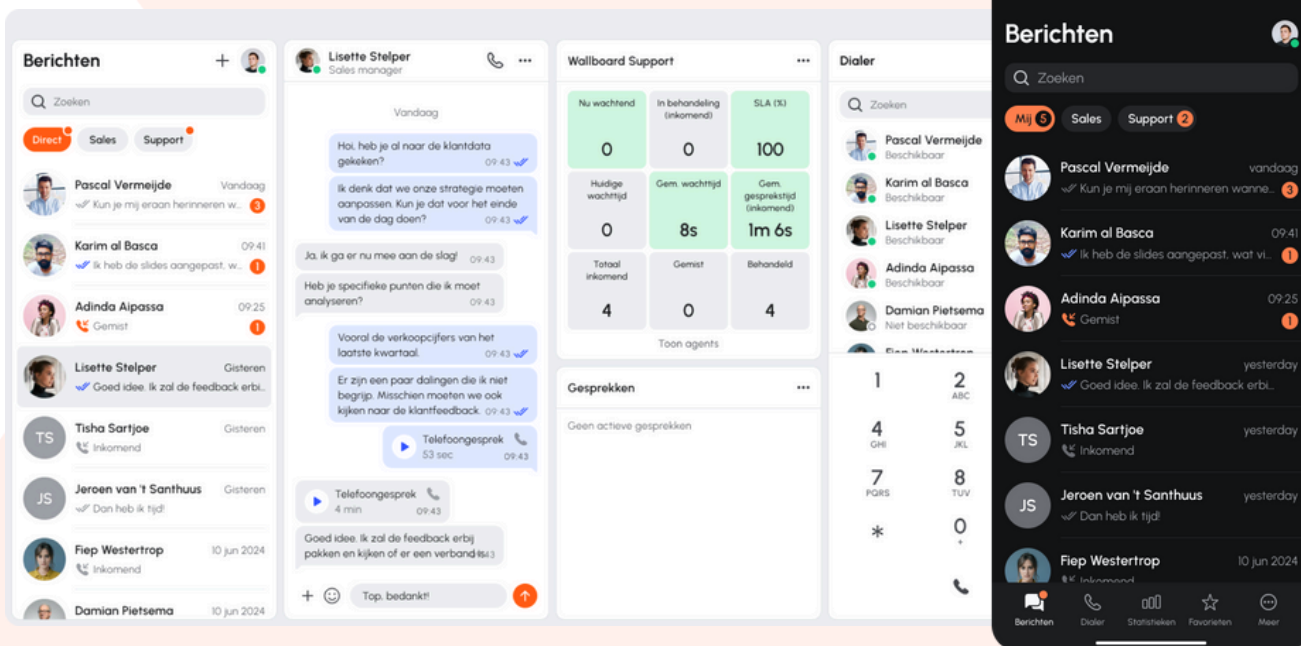 Berichten
+
Zoeken
Direct
Sales
Support
Pascal Vermeijde
Vandaag
Kun je mij eraan herinneren w...
3
Karim al Basca
09:41
Ik heb de slides aangepast, w...
1
Adinda Aipassa
09:25
Gemist
1
Lisette Stelper
Gisteren
Goed idee. Ik zal de feedback erbi...
TS
Tisha Sartjoe
Gisteren
Inkomend
JS
Jeroen van 't Santhuus
Gisteren
Dan heb ik tijd!
Fiep Westertrop
10 jun 2024
Inkomend
Damian Pietsema
10 jun 2024
Lisette Stelper
Sales manager
Vandaag
Hoi, heb je al naar de klantdata
gekeken?
09:43
Ik denk dat we onze strategie moeten
aanpassen. Kun je dat voor het einde
van de dag doen?
09:43
Ja, ik ga er nu mee aan de slag!
09:43
Heb je specifieke punten die ik moet
analyseren?
09:43
Vooral de verkoopcijfers van het
laatste kwartaal.
09:43
Er zijn een paar dalingen die ik niet
begrijp. Misschien moeten we ook
kijken naar de klantfeedback.
09:43
Telefoongesprek
53 sec
09:43
Telefoongesprek
4 min
09:43
Goed idee. Ik zal de feedback erbij
pakken en kijken of er een verband
+
Top, bedankt!
Wallboard Support
Nu wachtend
0
In behandeling
(inkomend)
0
SLA (%)
100
Huidige
wachttijd
0
Gem. wachttijd
8s
Gem.
gesprekstijd
(inkomend)
1m 6s
Totaal
inkomend
4
Gemist
0
Behandeld
4
Toon agents
Gesprekken
Geen actieve gesprekken
Dialer
Zoeken
Pascal Vermeijde
Beschikbaar
Karim al Basca
Beschikbaar
Lisette Stelper
Beschikbaar
Adinda Aipassa
Beschikbaar
Damian Pietsema
Niet beschikbaar
Fiep Westertrop
1
2
ABC
4
GHI
5
JKL
7
PQRS
8
TUV
*
0
+
Berichten
Zoeken
Mij 5
Sales
Support 2
Pascal Vermeijde
vandaag
Kun je mij eraan herinneren wanne...
3
Karim al Basca
09:41
Ik heb de slides aangepast, wat vi...
1
Adinda Aipassa
09:25
Gemist
1
Lisette Stelper
yesterday
Goed idee. Ik zal de feedback erbi...
TS
Tisha Sartjoe
yesterday
Inkomend
JS
Jeroen van 't Santhuus
yesterday
Dan heb ik tijd!
Fiep Westertrop
10 jun 2024
Inkomend
Berichten
Dialer
Statistieken
Favorieten
Meer